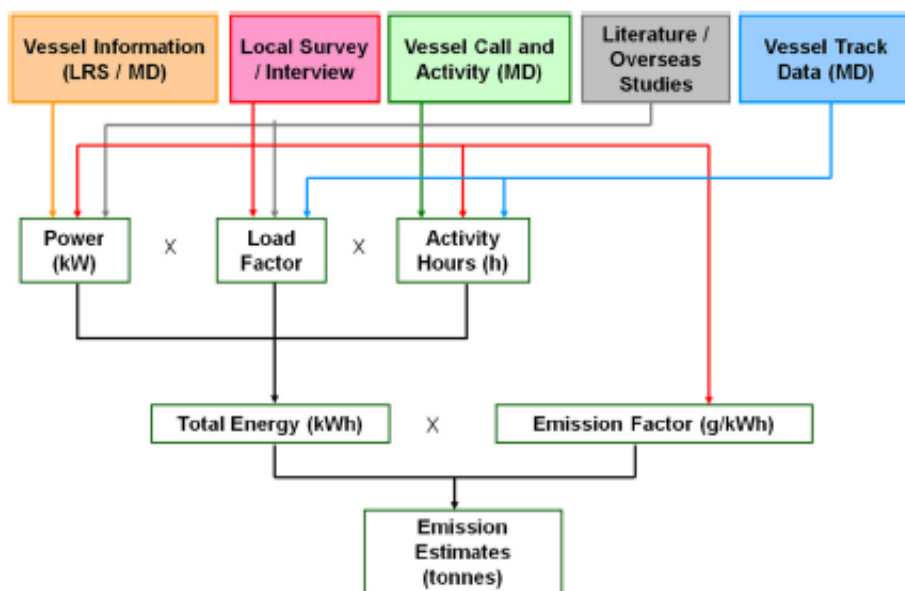 Vessel Information
(LRS / MD)
Local Survey
/ Interview
Vessel Call and
Activity (MD)
Literature /
Overseas
Studies
Vessel Track
Data (MD)
Power
(kW)
X
Load
Factor
X
Activity
Hours (h)
Total Energy (kWh)
X
Emission Factor (g/kWh)
Emission
Estimates
(tonnes)